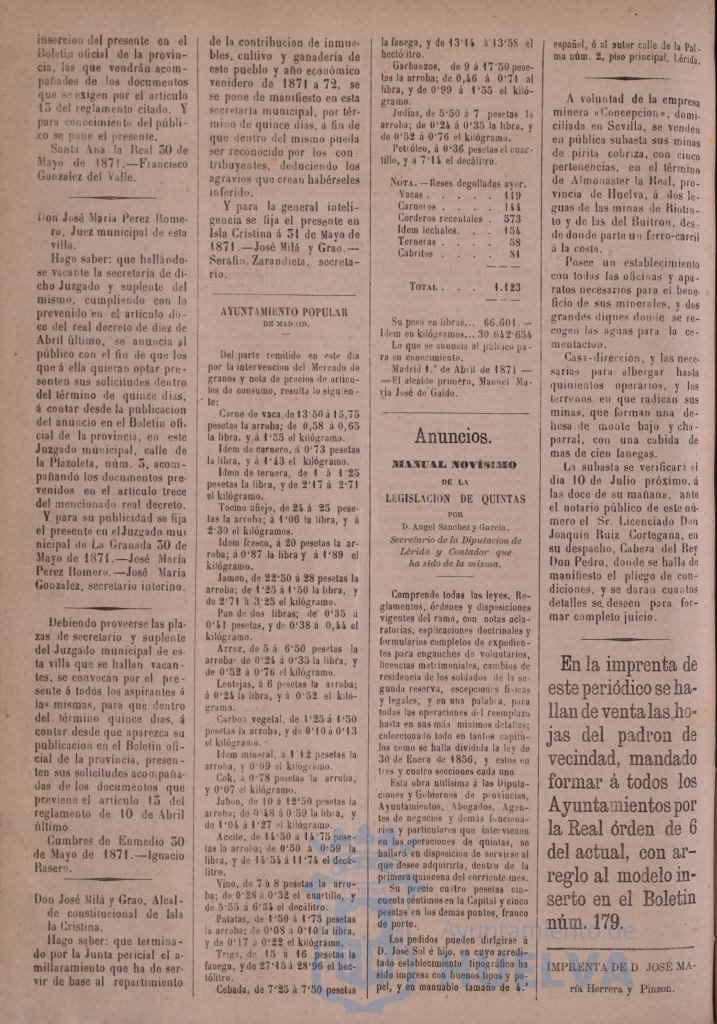 insercion del presente en el
Boletin oficial de la provin-
cia, las que vendrán acom-
pañadas de los documentos
que se exigen por el artículo
13 del reglamento citado. Y
para conocimiento del públi-
co se pone el presente.
Santa Ana la Real 30 de
Mayo de 1871.—Francisco
Gonzalez del Valle.
Don José Maria Perez Rome-
ro, Juez municipal de esta
villa.
Hago saber: que hallándo-
se vacante la secretaría de di-
cho Juzgado y suplente del
mismo, cumpliendo con lo
prevenido en el artículo do-
ce del real decreto de diez de
Abril último, se anuncia al
público con el fin de que los
que á ella quieran optar pre-
senten sus solicitudes dentro
del término de quince dias,
á contar desde la publicacion
del anuncio en el Boletin ofi-
cial de la provincia, en este
Juzgado municipal, calle de
la Plazoleta, núm. 5, acom-
pañando los documentos pre-
venidos en el artículo trece
del mencionado real decreto.
Y para su publicidad se fija
el presente en el Juzgado mu-
nicipal de La Granada 30 de
Mayo de 1871.—José María
Perez Romero.—José Maria
Gonzalez, secretario interino.
Debiendo proveerse las pla-
zas de secretario y suplente
del Juzgado municipal de es-
ta villa que se hallan vacan-
tes, se convocan por el pre-
sente á todos los aspirantes á
las mismas, para que dentro
del término quince dias, á
contar desde que aparezca su
publicacion en el Boletin ofi-
cial de la provincia, presen-
ten sus solicitudes acompaña-
das de los documentos que
previene el artículo 13 del
reglamento de 10 de Abril
último.
Cumbres de Enmedio 30
de Mayo de 1871.—Ignacio
Rasero.
Don José Milá y Grao, Alcal-
de constitucional de Isla
la Cristina.
Hago saber: que termina-
do por la Junta pericial el a-
millaramiento que ha de ser-
vir de base al repartimiento
de la contribucion de inmue-
bles, cultivo y ganadería de
este pueblo y año económico
venidero de 1871 a 72, se
se pone de manifiesto en esta
secretaría municipal, por tér-
mino de quince dias, á fin de
que dentro del mismo pueda
ser reconocido por los con-
tribuyentes, deduciendo los
agravios que crean habérseles
inferido.
Y para la general inteli-
gencia se fija el presente en
Isla Cristina á 31 de Mayo de
1871.—José Milá y Grao.—
Serafin Zarandieta, secreta-
rio.
AYUNTAMIENTO POPULAR
DE MADRID.
Del parte remitido en este dia
por la intervencion del Mercado de
granos y nota de precios de artícu-
los de consumo, resulta lo siguien-
te:
Carne de vaca, de 13'50 á 15,75
pesetas la arroba; de 0,58 á 0,65
la libra, y á 1'55 el kilógramo.
Idem de carnero, á 0'73 pesetas
la libra, y á 1'43 el kilógramo.
Idem de ternera, de 1 á 1'25
pesetas la libra, y de 2'17 á 2'71
el kilógramo.
Tocino añejo, de 24 á 25 pese-
tas la arroba; á 1'06 la libra, y á
2'30 el kilógramo.
Idem fresco, á 20 pesetas la arro-
ba; á 0'87 la libra y á 1'89 el
kilógramo.
Jamon, de 22'50 á 28 pesetas la
arroba; de 1'25 á 1'50 la libra, y
de 2'71 á 3'25 el kilógramo.
Pan de dos libras; de 0'35 á
0'41 pesetas, y de 0'38 á 0,44 el
kilógramo.
Arroz, de 5 á 6'50 pesetas la
arroba; de 0'24 á 0'35 la libra, y
de 0'52 á 0'76 el kilógramo.
Lentejas, á 6 pesetas la arroba;
á 0'24 la libra, y á 0'52 el kiló-
gramo.
Carbon vegetal, de 1'25 á 1'50
pesetas la arroba, y de 0'10 á 0'13
el kilógramo.
Idem mineral, á 1'12 pesetas la
arroba, y 0'09 el kilógramo.
Cok, á 0'78 pesetas la arroba,
y 0'07 el kilógramo.
Jabon, de 10 á 12'50 pesetas la
arroba; de 0'48 á 0'59 la libra, y
de 1'04 á 1'27 el kilógramo.
Aceite, de 14'50 á 14'75 pese-
tas la arroba; de 0'50 á 0'59 la
libra, y de 14'54 á 11'74 el decá-
litro.
Vino, de 7 á 8 pesetas la arro-
ba; de 0'28 á 0'32 el cuartillo, y
de 5'55 á 6'34 el decálitro.
Patatas, de 1'50 á 1'75 pesetas
la arroba; de 0'08 á 0'10 la libra,
y de 0'17 á 0'22 el kilógramo.
Trigo, de 15 á 16 pesetas la
fanega, y de 27'15 á 28'96 el hec-
tólitro.
Cebada, de 7'25 á 7'50 pesetas
la fanega, y de 13'14 á 13'58 el
hectólitro.
Garbanzos, de 9 á 17'50 pese-
tas la arroba; de 0,46 á 0'71 al
libra, y de 0'99 á 1'55 el kiló-
gramo.
Judias, de 5'50 á 7 pesetas la
arroba; de 0'24 á 0'35 la libra, y
de 0'52 á 0'76 el kilógramo.
Petróleo, á 0'36 pesetas el cuar-
tillo, y á 7'14 el decálitro.
NOTA.—Reses degolladas ayer.
Vacas . . . . . 119
Carneros . . . . 144
Corderos recentales . 573
Idem lechales. . . . 154
Terneras . . . . . 58
Cabritos . . . . . 81
TOTAL . . . 1.123
Su peso en libras... 66.601.—
Idem en kilógramos... 30.642'654
Lo que se anuncia al público pa-
ra su conocimiento.
Madrid 1.º de Abril de 1871 —
=El alcalde primero, Manuel Ma-
ria José de Galdo.
Anuncios.
MANUAL NOVÍSIMO
DE LA
LEGISLACION DE QUINTAS
POR
D. Angel Sanchez y Garcia,
Secretario de la Diputacion de
Lérida y Contador que
ha sido de la misma.
Comprende todas las leyes, Re-
glamentos, órdenes y disposiciones
vigentes del ramo, con notas acla-
ratorias, esplicaciones doctrinales y
formularios completos de expedien-
tes para enganches de voluntarios,
licencias matrimoniales, cambios de
residencia de los soldados de la se-
gunda reserva, escepciones físicas
y legales, y en una palabra, para
todas las operaciones del reemplazo
hasta en sus mas mínimos detalles;
coleccionado todo en tantos capítu-
los como se halla dividida la ley de
30 de Enero de 1856, y estos en
tres y cuatro secciones cada uno.
Esta obra utilísima á las Diputa-
ciones y Gobiernos de provincias,
Ayuntamientos, Abogados, Agen-
tes de negocios y demás funciona-
rios y particulares que intervienen
en las operaciones de quintas, se
hallará en disposicion de servirse al
que desee adquirirla, dentro de la
primera quincena del corriente mes.
Su precio cuatro pesetas cin-
cuenta céntimos en la Capital y cinco
pesetas en los demás puntos, franco
de porte.
Los pedidos pueden dirigirse á
D. José Sol é hijo, en cuyo acredi-
tado establecimiento tipográfico ha
sido impresa con buenos tipos y pa-
pel, y en manuable tamaño de 4.º
español, ó al autor calle de la Pal-
ma núm. 2, piso principal, Lérida.
A voluntad de la empresa
minera «Concepcion», domi-
ciliada en Sevilla, se venden
en pública subasta sus minas
de pirita cobriza, con cinco
pertenencias, en el término
de Almonaster la Real, pro-
vincia de Huelva, á dos le-
guas de las minas de Riotin-
to y de las del Buitron, des-
de donde parte un ferro-carril
á la costa.
Posee un establecimiento
con todas las oficinas y apa-
ratos necesarios para el bene-
ficio de sus minerales, y dos
grandes diques donde se re-
cogen las aguas para la ce-
mentacion.
Casa-direccion, y las nece-
sarias para albergar hasta
quinientos operarios, y los
terrenos en que radican sus
minas, que forman una de-
hesa de monte bajo y cha-
parral, con una cabida de
mas de cien fanegas.
La subasta se verificará el
dia 10 de Julio próximo, á
las doce de su mañana, ante
el notario público de este nú-
mero el Sr. Licenciado Don
Joaquin Ruiz Cortegana, en
su despacho, Cabeza del Rey
Don Pedro, donde se halla de
manifiesto el pliego de con-
diciones, y se darán cuantos
detalles se deseen para for-
mar completo juicio.
En la imprenta de
este periódico se ha-
llan de venta las ho-
jas del padron de
vecindad, mandado
formar á todos los
Ayuntamientos por
la Real órden de 6
del actual, con ar-
reglo al modelo in-
serto en el Boletin
núm. 179.
IMPRENTA DE D. JOSÉ MA-
ría Herrera y Pinzon.
Ayuntamiento de